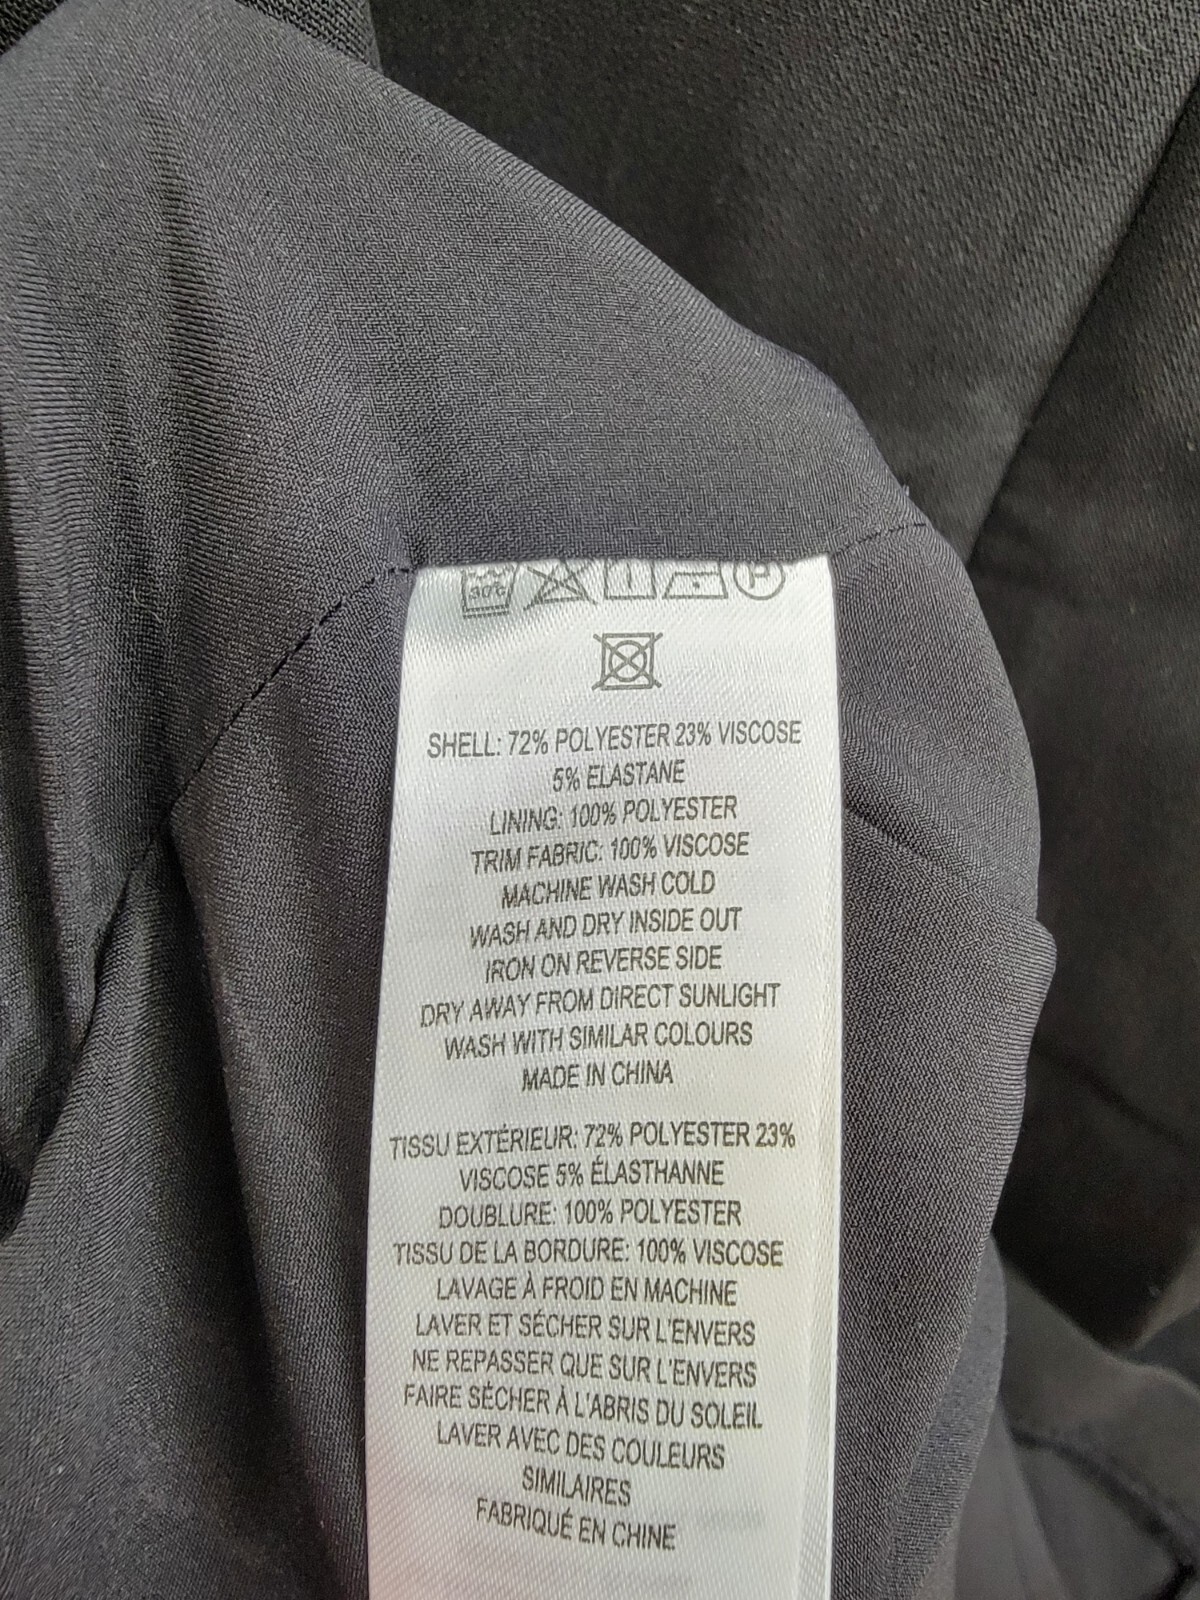 30°C P
SHELL: 72% POLYESTER 23% VISCOSE
5% ELASTANE
LINING: 100% POLYESTER
TRIM FABRIC: 100% VISCOSE
MACHINE WASH COLD
WASH AND DRY INSIDE OUT
IRON ON REVERSE SIDE
DRY AWAY FROM DIRECT SUNLIGHT
WASH WITH SIMILAR COLOURS
MADE IN CHINA
TISSU EXTÉRIEUR: 72% POLYESTER 23%
VISCOSE 5% ÉLASTHANNE
DOUBLURE: 100% POLYESTER
TISSU DE LA BORDURE: 100% VISCOSE
LAVAGE À FROID EN MACHINE
LAVER ET SÉCHER SUR L'ENVERS
NE REPASSER QUE SUR L'ENVERS
FAIRE SÉCHER À L'ABRIS DU SOLEIL
LAVER AVEC DES COULEURS
SIMILAIRES
FABRIQUÉ EN CHINE